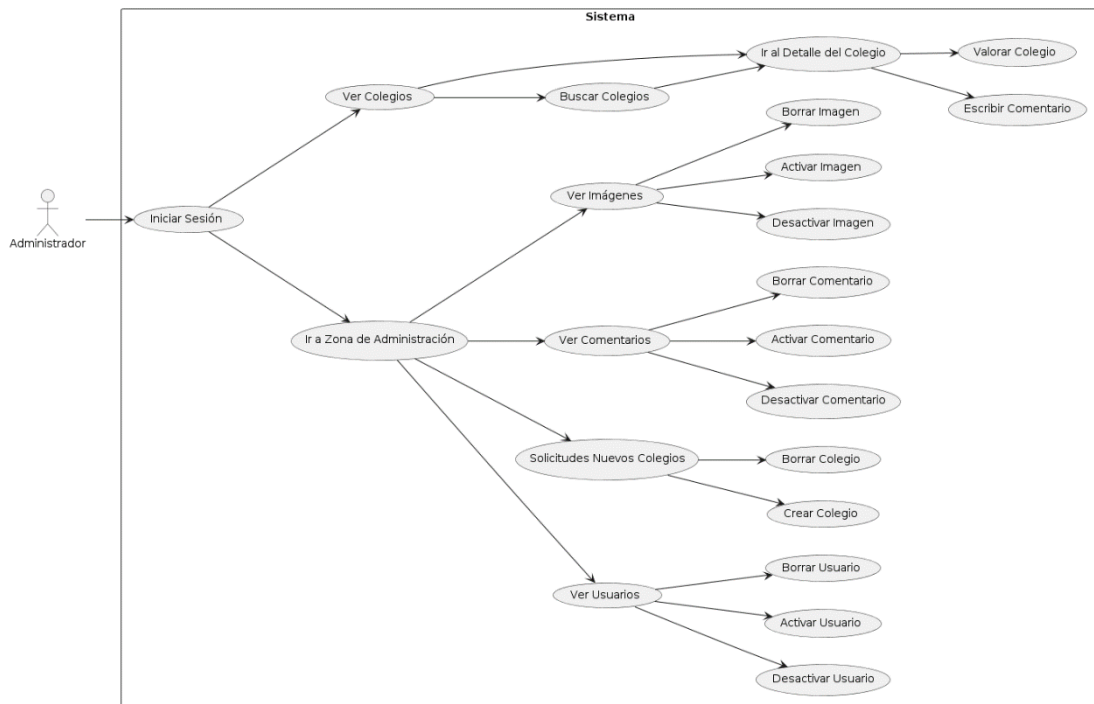 Sistema
Ir al Detalle del Colegio
Valorar Colegio
Ver Colegios
Buscar Colegios
Escribir Comentario
Borrar Imagen
Activar Imagen
Ver Imágenes
Desactivar Imagen
Iniciar Sesión
Administrador
Borrar Comentario
Ir a Zona de Administración
Ver Comentarios
Activar Comentario
Desactivar Comentario
Solicitudes Nuevos Colegios
Borrar Colegio
Crear Colegio
Borrar Usuario
Ver Usuarios
Activar Usuario
Desactivar Usuario